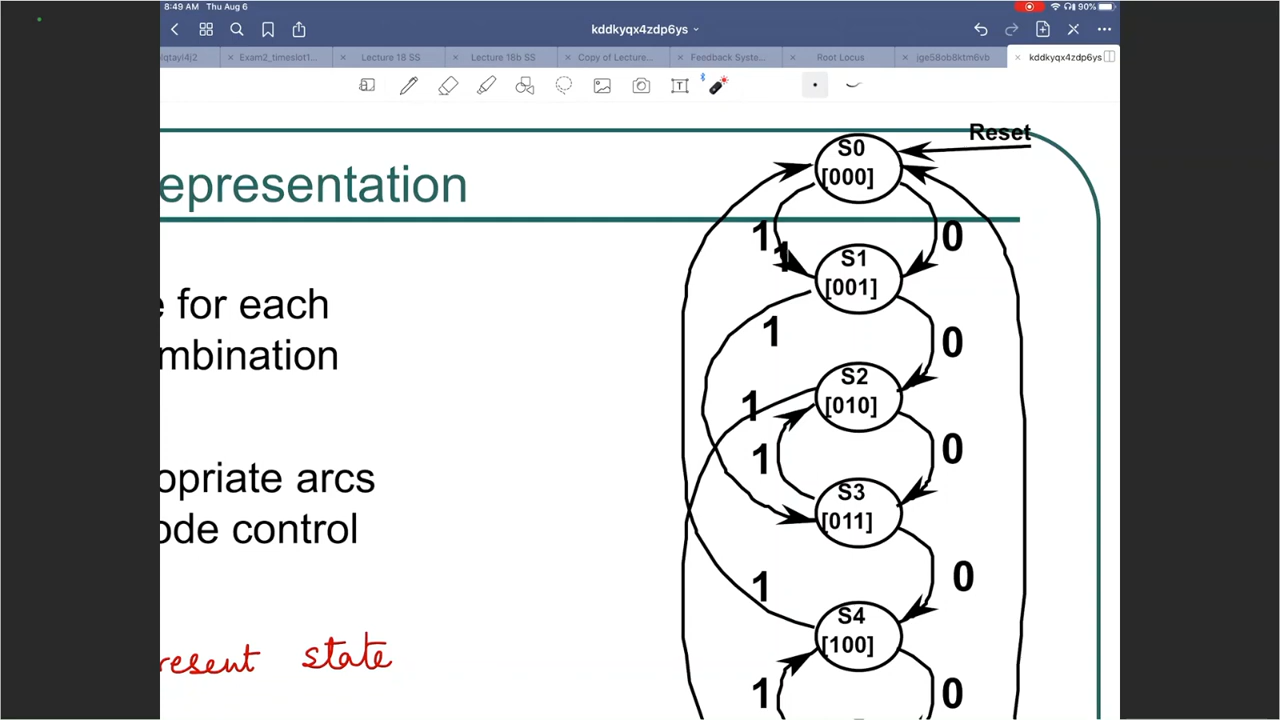 8:49 AM Thu Aug 6
90%
kddkyqx4zdp6ys
Exam2_timeslot1...
Lecture 18 SS
Lecture 18b SS
Copy of Lecture...
Feedback Syste...
Root Locus
jge58ob8ktm6vb
kddkyqx4zdp6ys
T
Reset
S0
[000]
epresentation
1
1
0
S1
[001]
for each
1
0
mbination
S2
[010]
1
0
1
opriate arcs
S3
[011]
ode control
0
1
S4
[100]
resent state
1
0